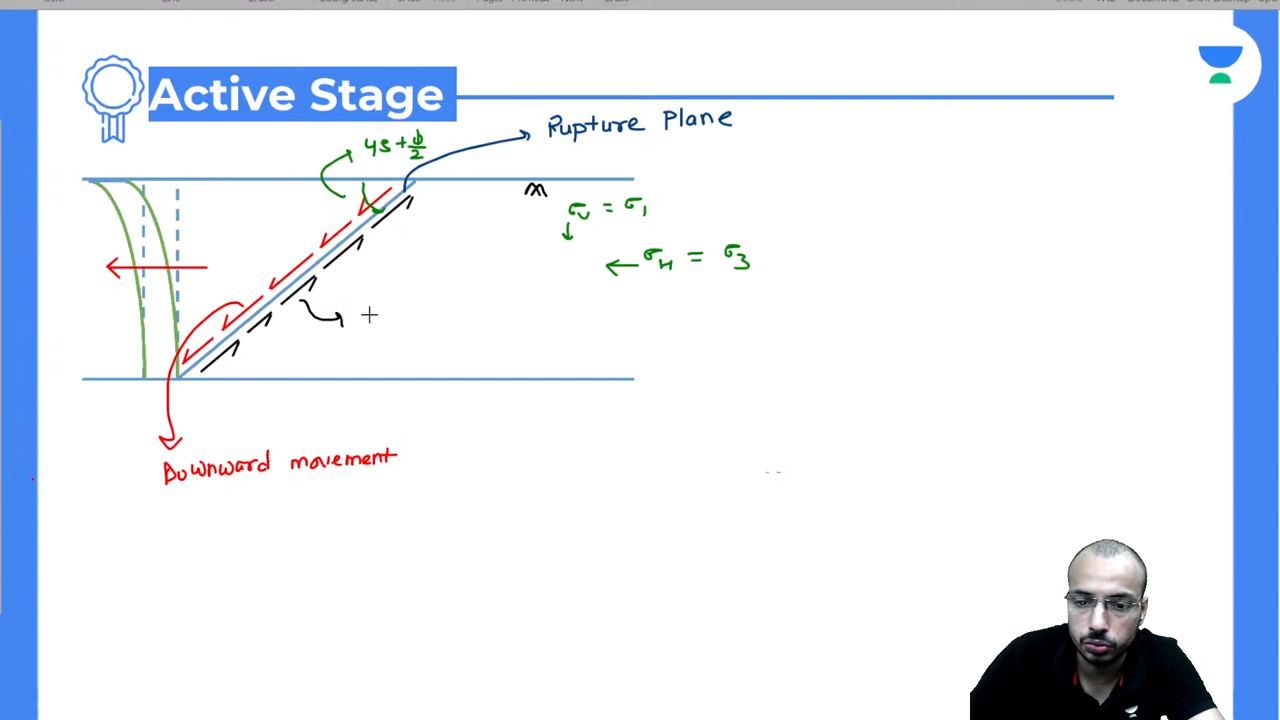 Active Stage
Rupture Plane
45+φ/2
σv = σ1
σH = σ3
Downward movement